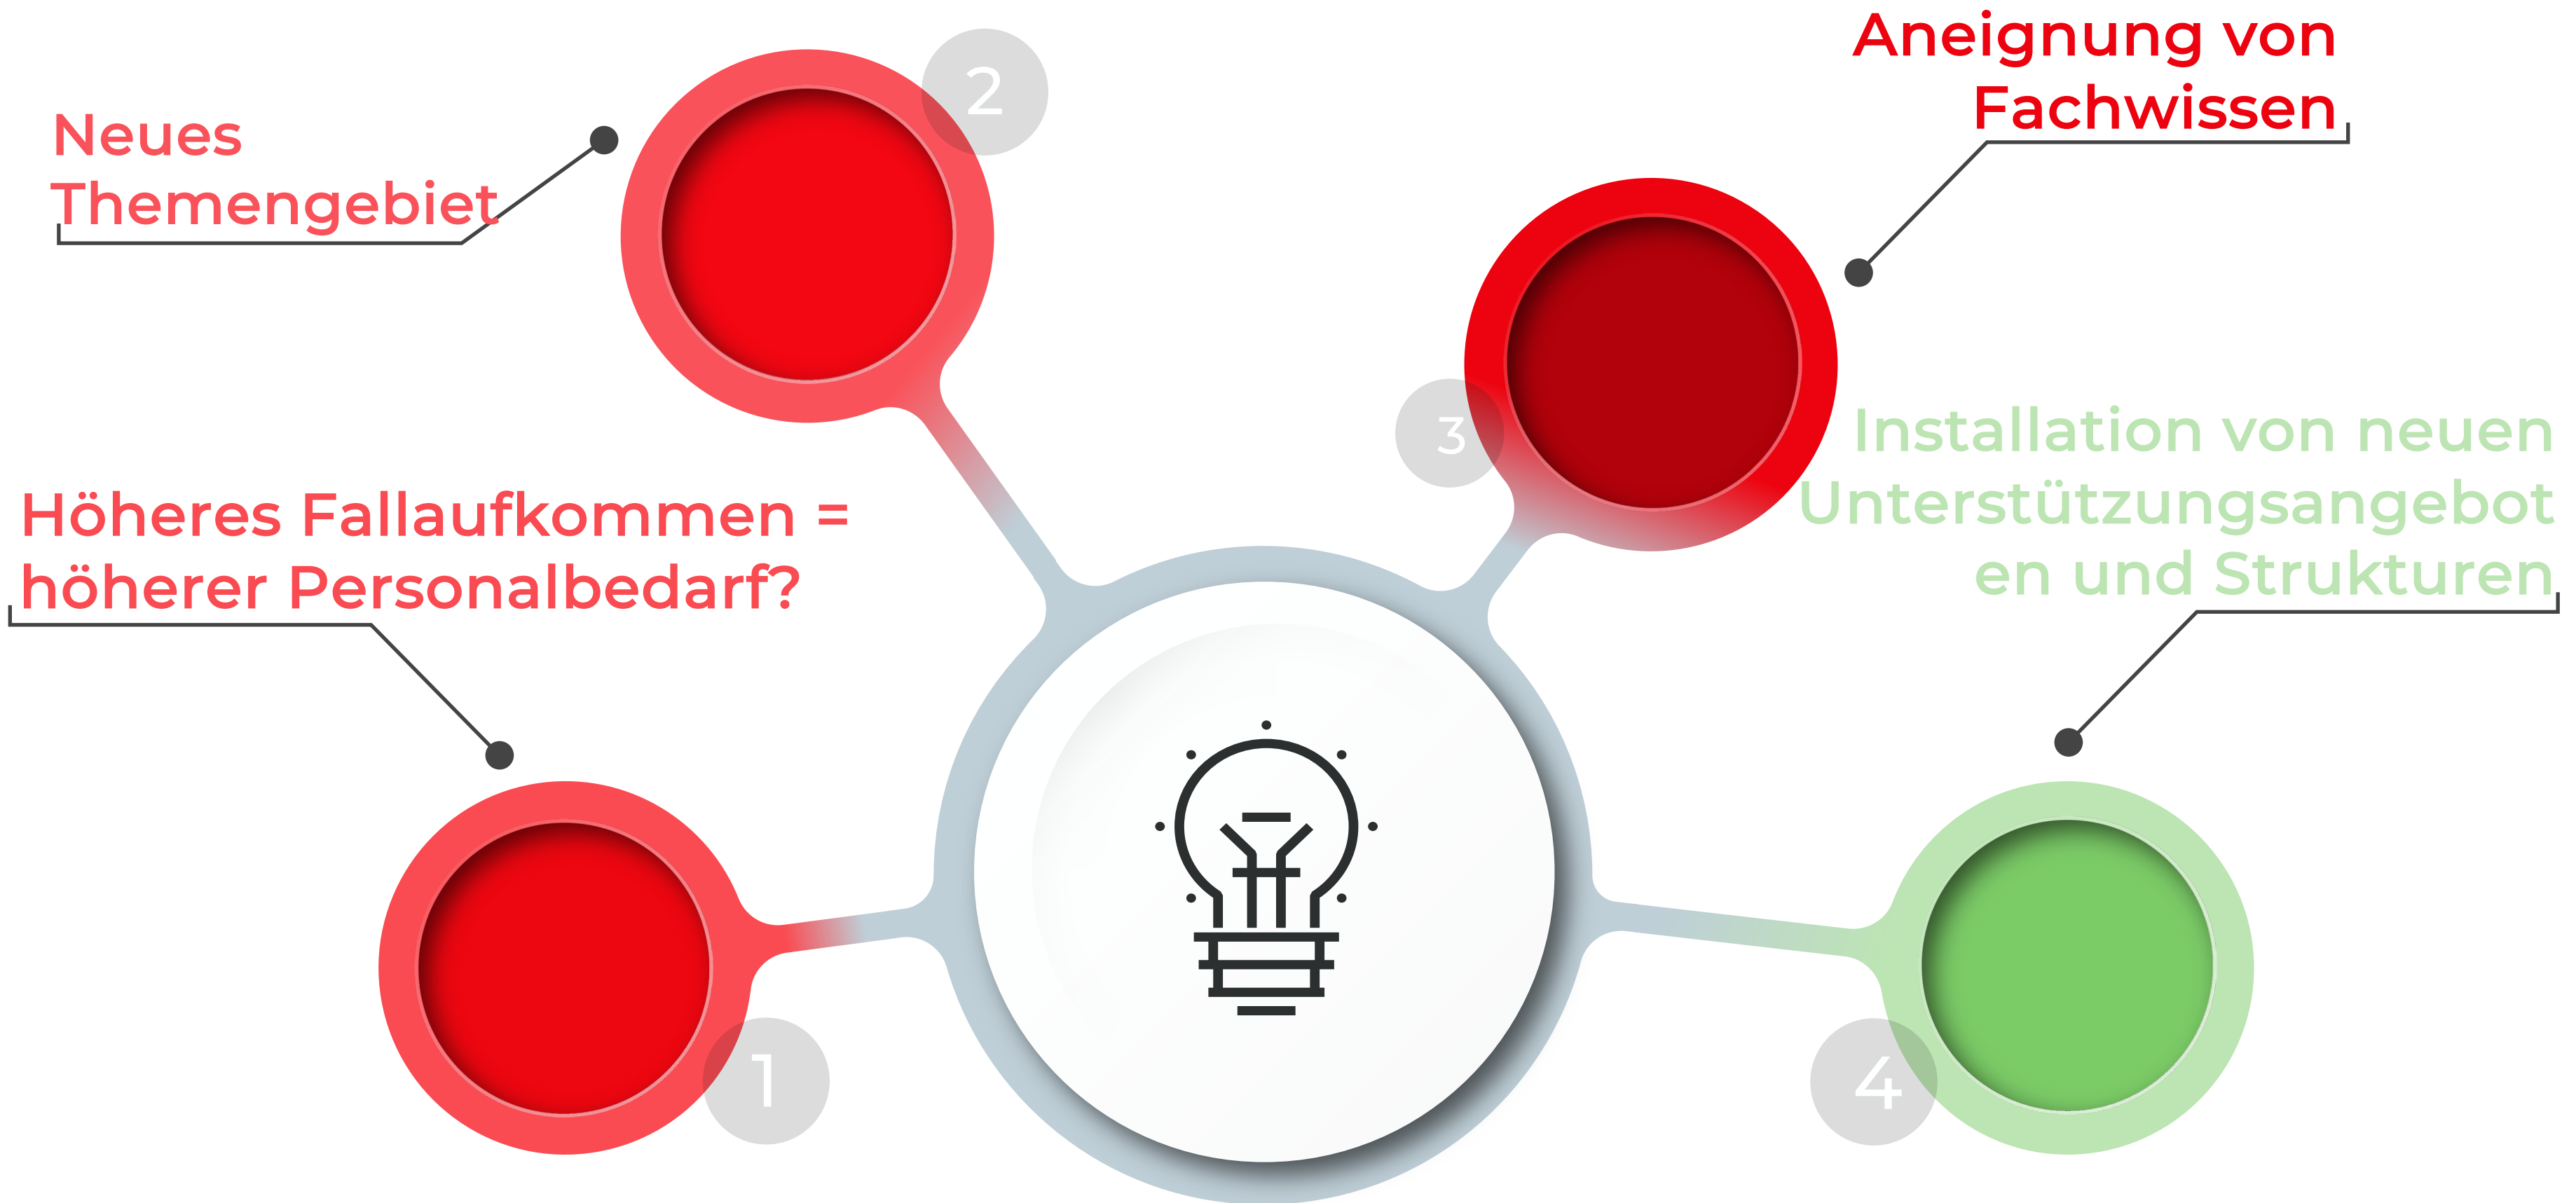 Neues
Themengebiet
2
Aneignung von
Fachwissen
3
Höheres Fallaufkommen =
höherer Personalbedarf?
1
Installation von neuen
Unterstützungsangebot
en und Strukturen
4